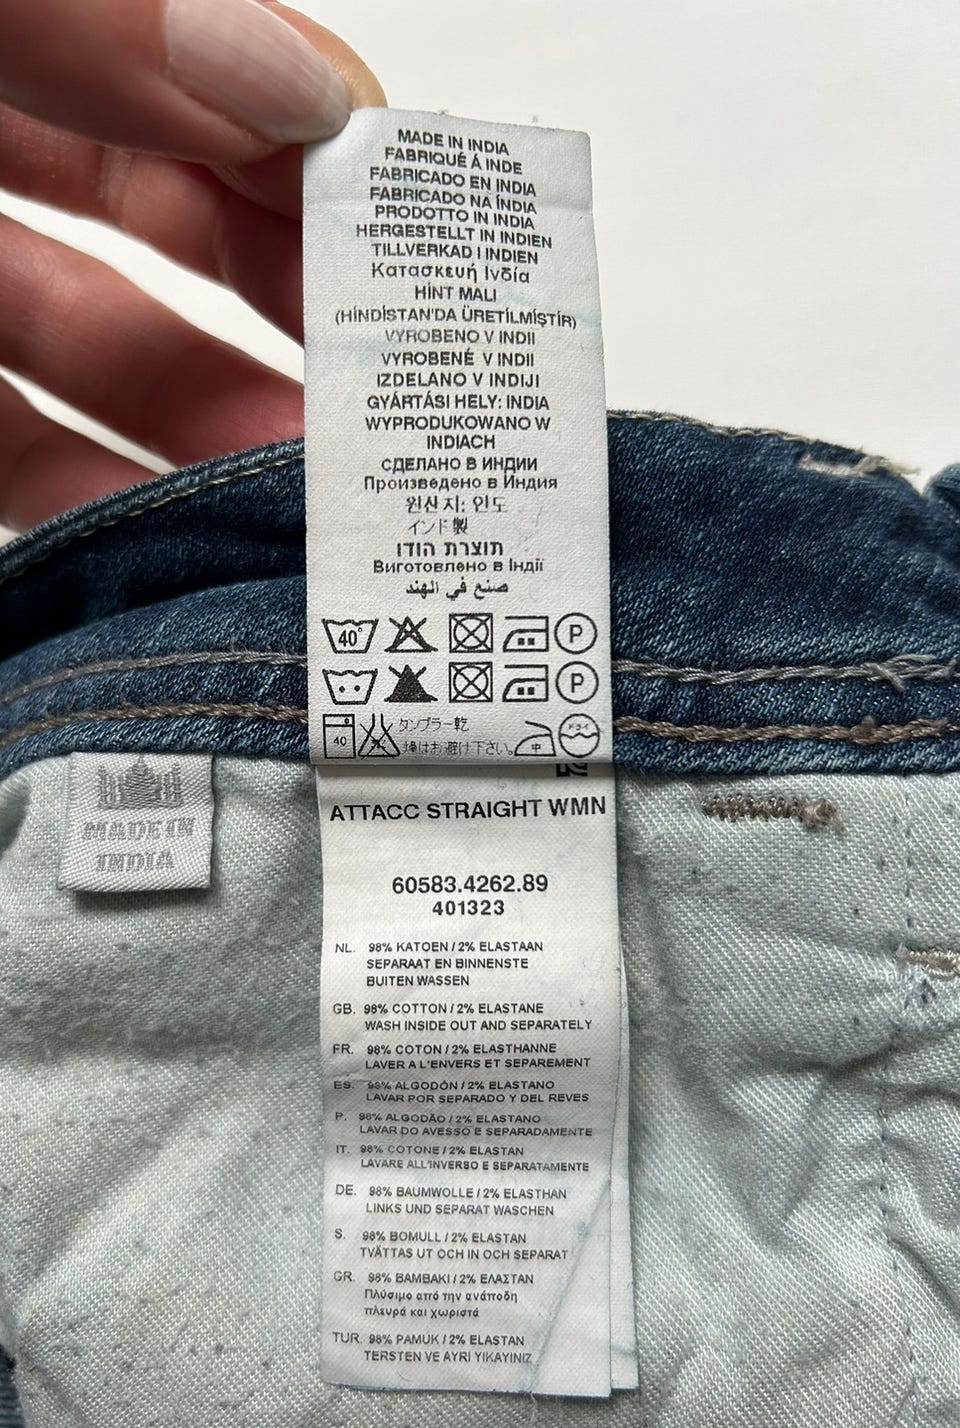 MADE IN INDIA
FABRIQUÉ Á INDE
FABRICADO EN INDIA
FABRICADO NA ÍNDIA
PRODOTTO IN INDIA
HERGESTELLT IN INDIEN
TILLVERKAD I INDIEN
Κατασκευή Ινδία
HİNT MALI
(HİNDİSTAN'DA ÜRETİLMİŞTİR)
VYROBENO V INDII
VYROBENÉ V INDII
IZDELANO V INDIJI
GYÁRTÁSI HELY: INDIA
WYPRODUKOWANO W
INDIACH
СДЕЛАНО В ИНДИИ
Произведено в Индия
원산지: 인도
インド製
תוצרת הודו
Виготовлено в Індії
صنع في الهند
40° P
P
40 タンブラー乾
燥はお避け下さい。 中 ドライ
ATTACC STRAIGHT WMN
MADE IN
INDIA
60583.4262.89
401323
NL. 98% KATOEN / 2% ELASTAAN
SEPARAAT EN BINNENSTE
BUITEN WASSEN
GB. 98% COTTON / 2% ELASTANE
WASH INSIDE OUT AND SEPARATELY
FR. 98% COTON / 2% ELASTHANNE
LAVER A L'ENVERS ET SEPAREMENT
ES. 98% ALGODÓN / 2% ELASTANO
LAVAR POR SEPARADO Y DEL REVES
P. 98% ALGODÃO / 2% ELASTANO
LAVAR DO AVESSO E SEPARADAMENTE
IT. 98% COTONE / 2% ELASTAN
LAVARE ALL'INVERSO E SEPARATAMENTE
DE. 98% BAUMWOLLE / 2% ELASTHAN
LINKS UND SEPARAT WASCHEN
S. 98% BOMULL / 2% ELASTAN
TVÄTTAS UT OCH IN OCH SEPARAT
GR. 98% BAMBAKI / 2% ΕΛΑΣΤΑΝ
Πλύσιμο από την ανάποδη
πλευρά και χωριστά
TUR. 98% PAMUK / 2% ELASTAN
TERSTEN VE AYRI YIKAYINIZ